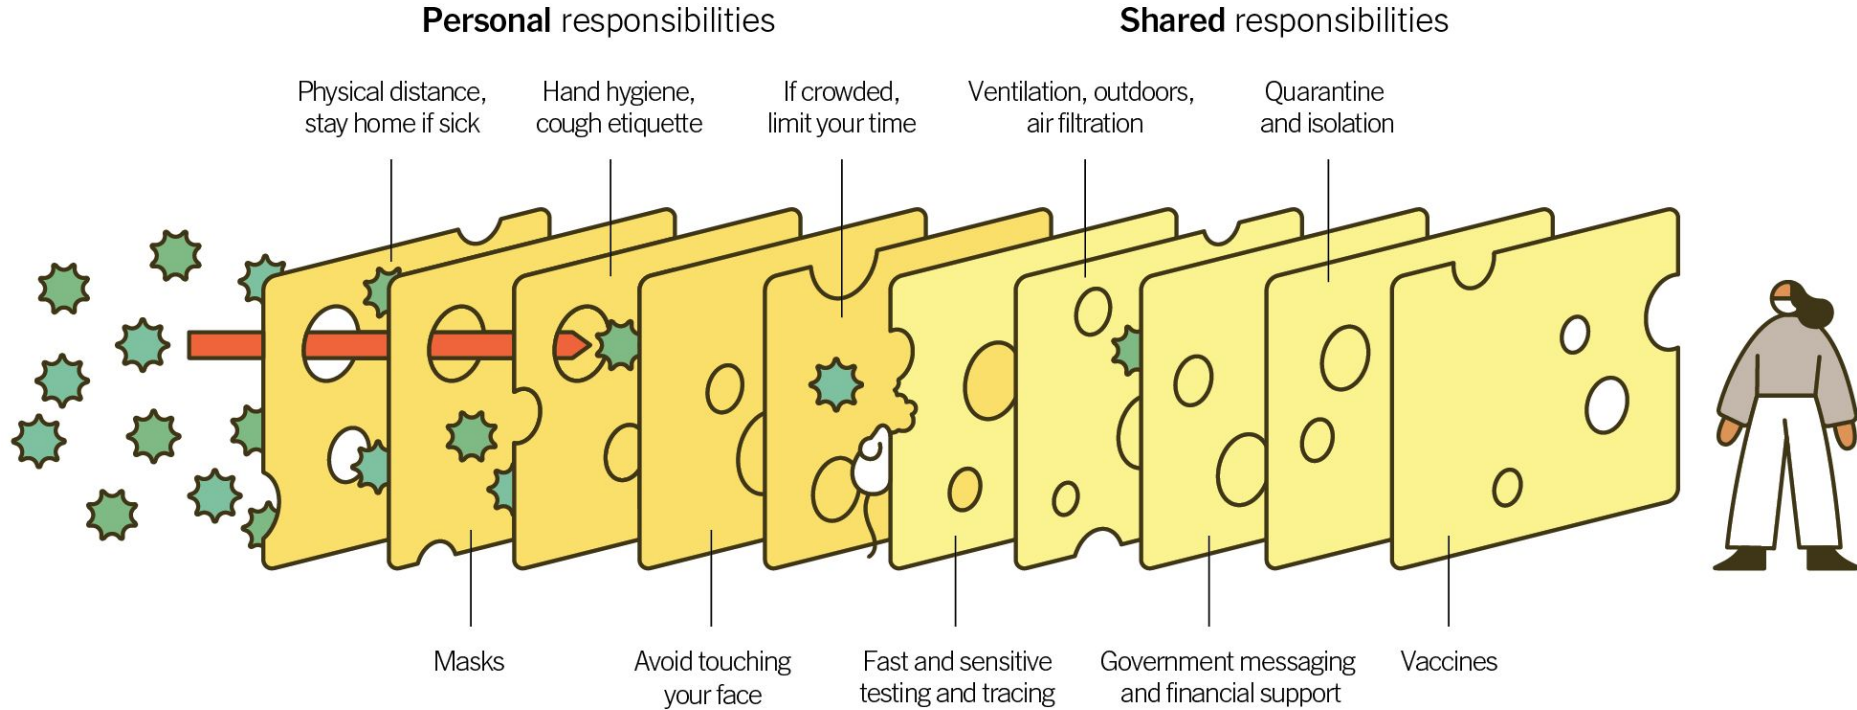 Personal responsibilities
Shared responsibilities
Physical distance,
stay home if sick
Hand hygiene,
cough etiquette
If crowded,
limit your time
Ventilation, outdoors,
air filtration
Quarantine
and isolation
Masks
Avoid touching
your face
Fast and sensitive
testing and tracing
Government messaging
and financial support
Vaccines